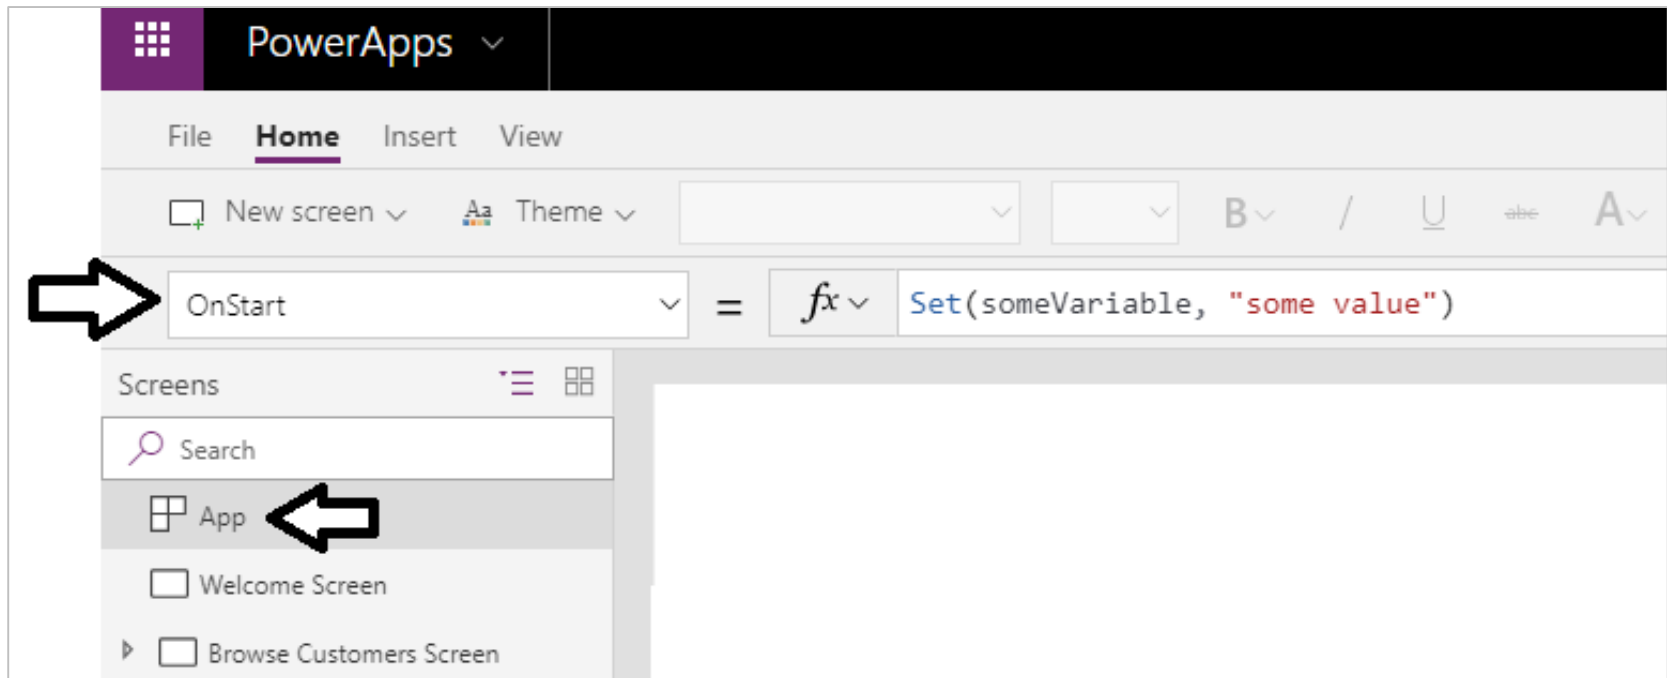 PowerApps
File Home Insert View
New screen Aa Theme B / U abc A
OnStart = fx Set(someVariable, "some value")
Screens
Search
App
Welcome Screen
Browse Customers Screen